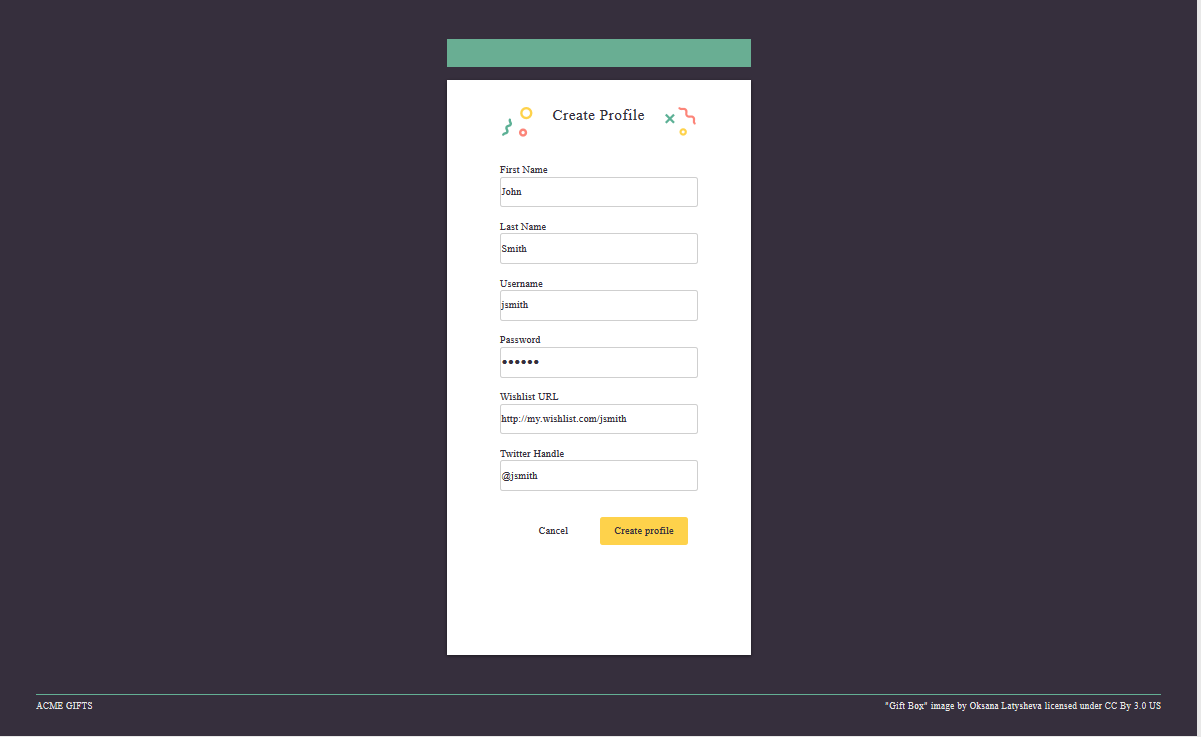 Create Profile
First Name
John
Last Name
Smith
Username
jsmith
Password
••••••
Wishlist URL
http://my.wishlist.com/jsmith
Twitter Handle
@jsmith
Cancel
Create profile
ACME GIFTS
"Gift Box" image by Oksana Latysheva licensed under CC By 3.0 US